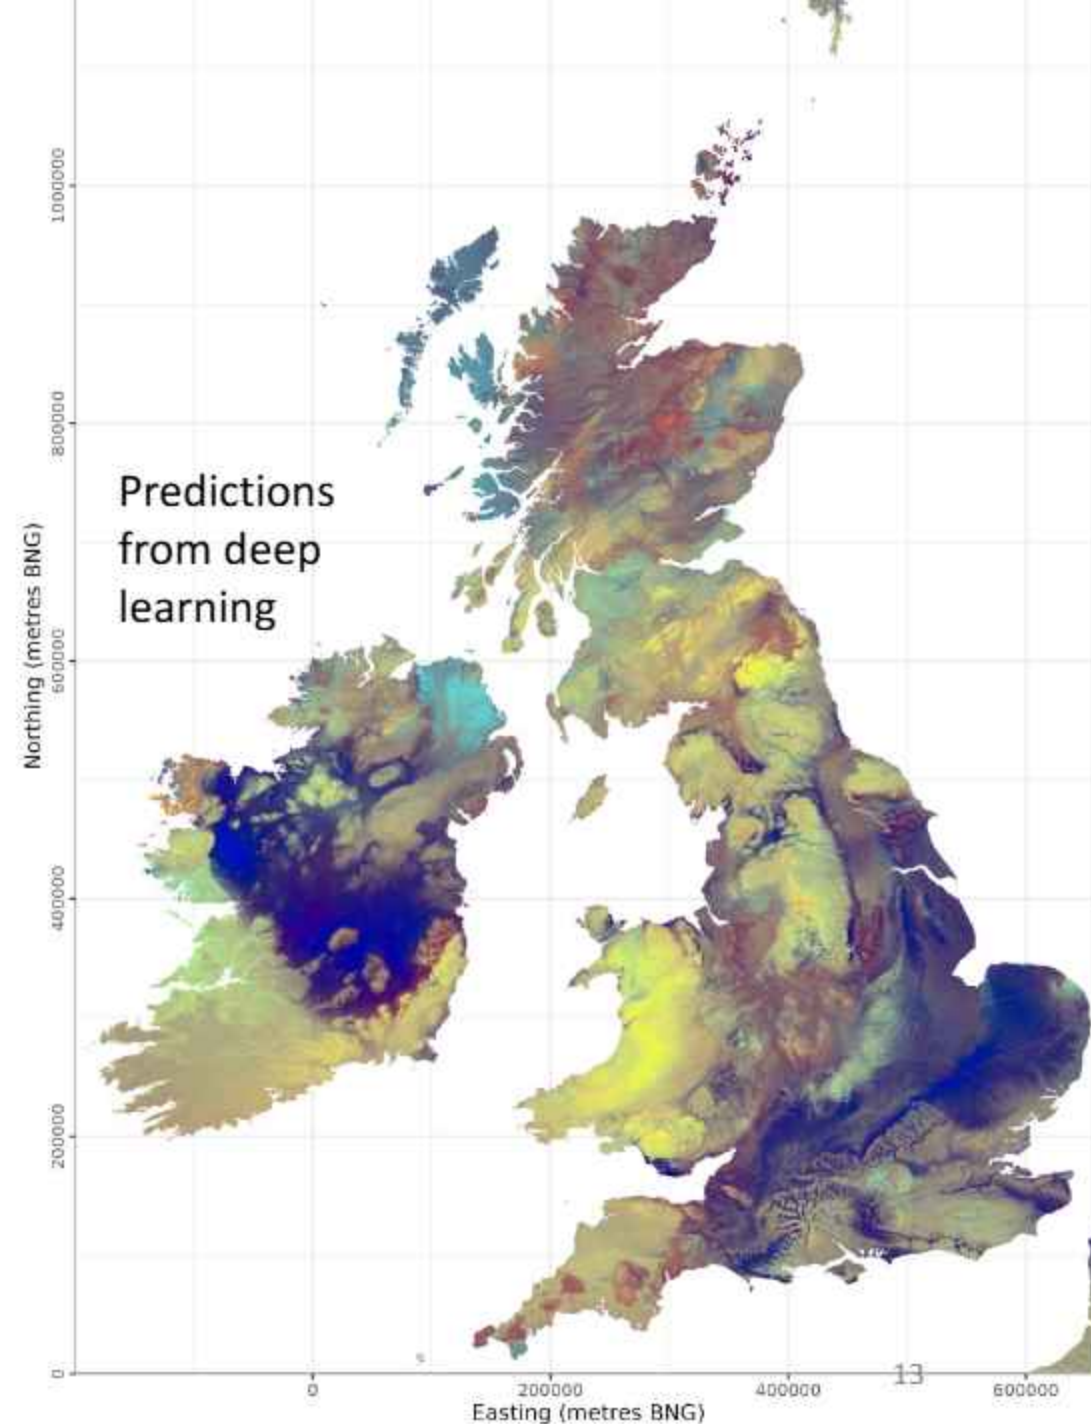 1000000
800000
Predictions
from deep
learning
Northing (metres BNG)
600000
400000
200000
0
0
200000
400000
13
600000
Easting (metres BNG)